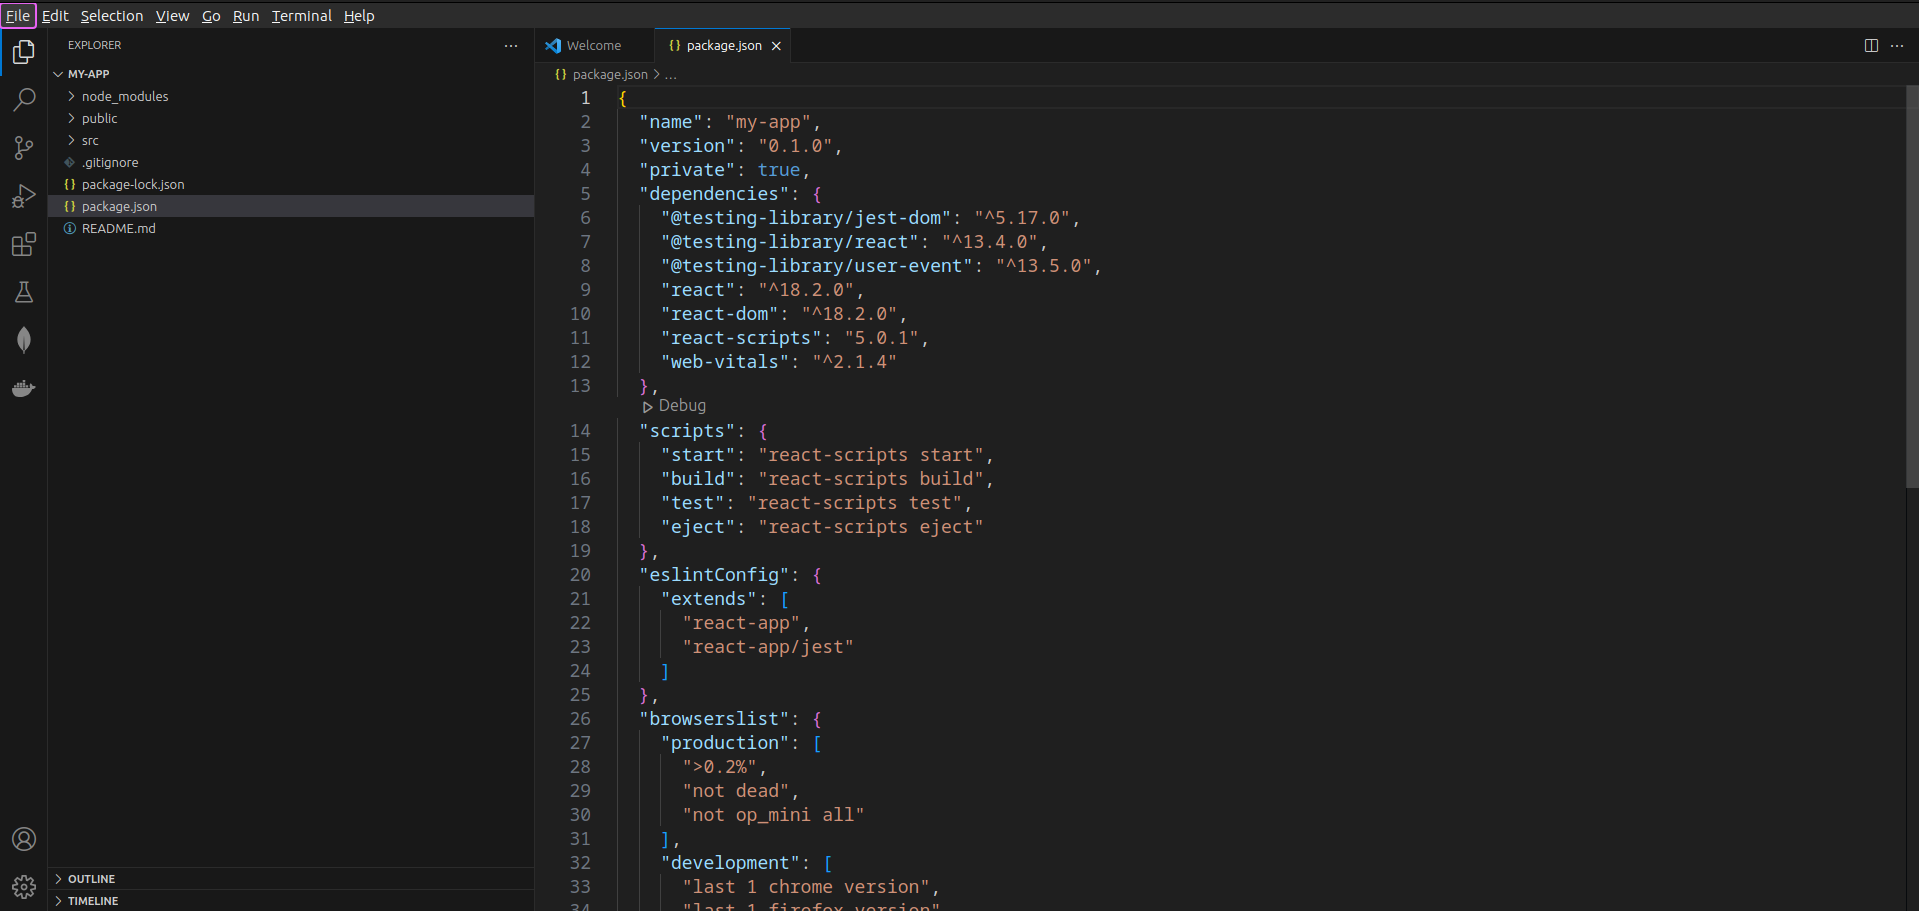 File Edit Selection View Go Run Terminal Help
EXPLORER
MY-APP
node_modules
public
src
.gitignore
{} package-lock.json
{} package.json
README.md
OUTLINE
TIMELINE
Welcome
{} package.json
{} package.json > ...
1 {
2 "name": "my-app",
3 "version": "0.1.0",
4 "private": true,
5 "dependencies": {
6 "@testing-library/jest-dom": "^5.17.0",
7 "@testing-library/react": "^13.4.0",
8 "@testing-library/user-event": "^13.5.0",
9 "react": "^18.2.0",
10 "react-dom": "^18.2.0",
11 "react-scripts": "5.0.1",
12 "web-vitals": "^2.1.4"
13 },
Debug
14 "scripts": {
15 "start": "react-scripts start",
16 "build": "react-scripts build",
17 "test": "react-scripts test",
18 "eject": "react-scripts eject"
19 },
20 "eslintConfig": {
21 "extends": [
22 "react-app",
23 "react-app/jest"
24 ]
25 },
26 "browserslist": {
27 "production": [
28 ">0.2%",
29 "not dead",
30 "not op_mini all"
31 ],
32 "development": [
33 "last 1 chrome version",
34 "last 1 firefox version"